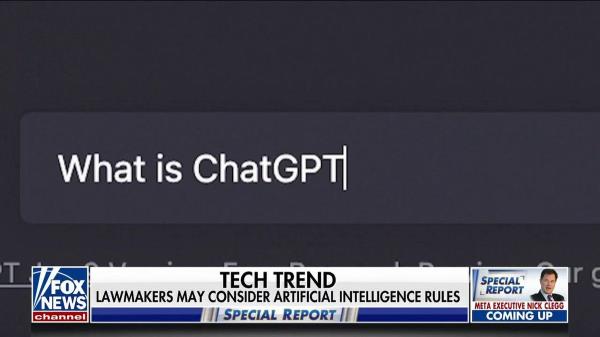 What is ChatGPT
FOX
NEWS
channel
TECH TREND
LAWMAKERS MAY CONSIDER ARTIFICIAL INTELLIGENCE RULES
SPECIAL REPORT
SPECIAL
REPORT
META EXECUTIVE NICK CLEGG
COMING UP